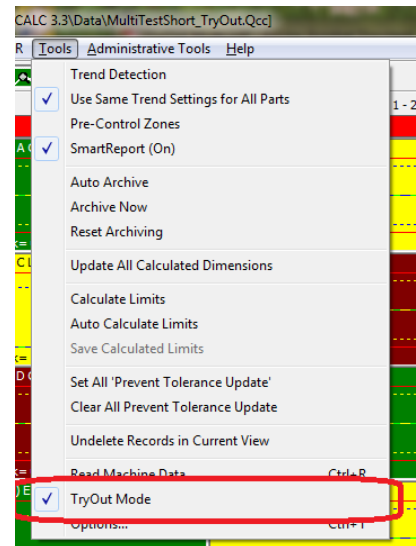 CALC 3.3\Data\MultiTestShort_TryOut.Qcc]
R Tools Administrative Tools Help
Trend Detection
Use Same Trend Settings for All Parts
1 - 2
Pre-Control Zones
SmartReport (On)
Auto Archive
Archive Now
Reset Archiving
Update All Calculated Dimensions
Calculate Limits
Auto Calculate Limits
Save Calculated Limits
Set All 'Prevent Tolerance Update'
Clear All Prevent Tolerance Update
Undelete Records in Current View
Read Machine Data Ctrl+R
TryOut Mode
Options... Ctrl+T